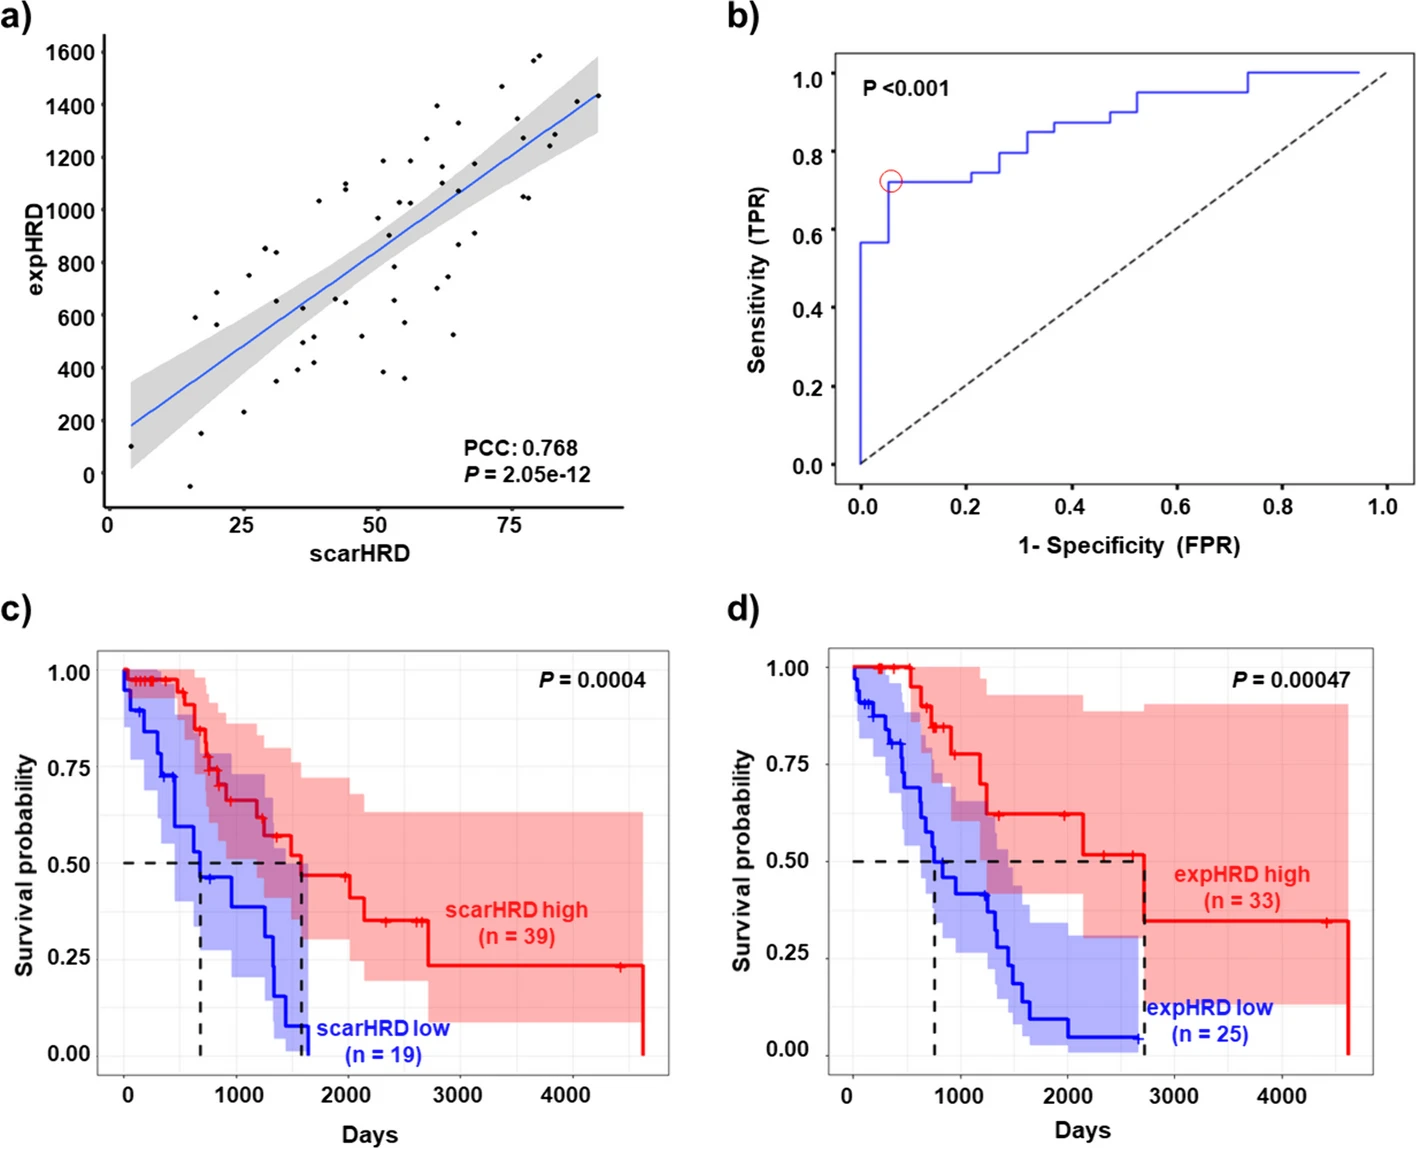 a)
1600
1400
1200
1000
800
600
400
200
0
expHRD
PCC: 0.768
P = 2.05e-12
0 25 50 75
scarHRD
b)
P <0.001
1.0
0.8
0.6
0.4
0.2
0.0
Sensitivity (TPR)
0.0 0.2 0.4 0.6 0.8 1.0
1- Specificity (FPR)
c)
P = 0.0004
1.00
0.75
0.50
0.25
0.00
Survival probability
scarHRD high
(n = 39)
scarHRD low
(n = 19)
0 1000 2000 3000 4000
Days
d)
P = 0.00047
1.00
0.75
0.50
0.25
0.00
Survival probability
expHRD high
(n = 33)
expHRD low
(n = 25)
0 1000 2000 3000 4000
Days